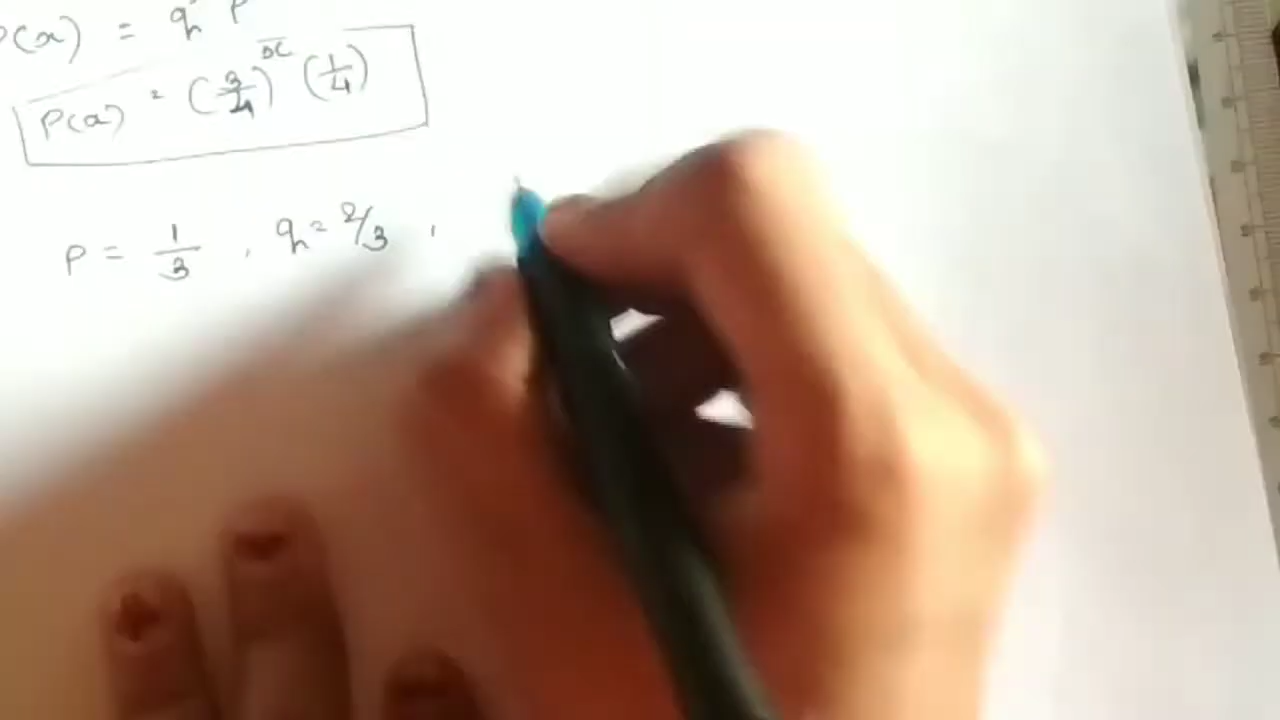 P(x) = q^x p
P(x) = (3/4)^x (1/4)
p = 1/3 , q = 2/3 ,